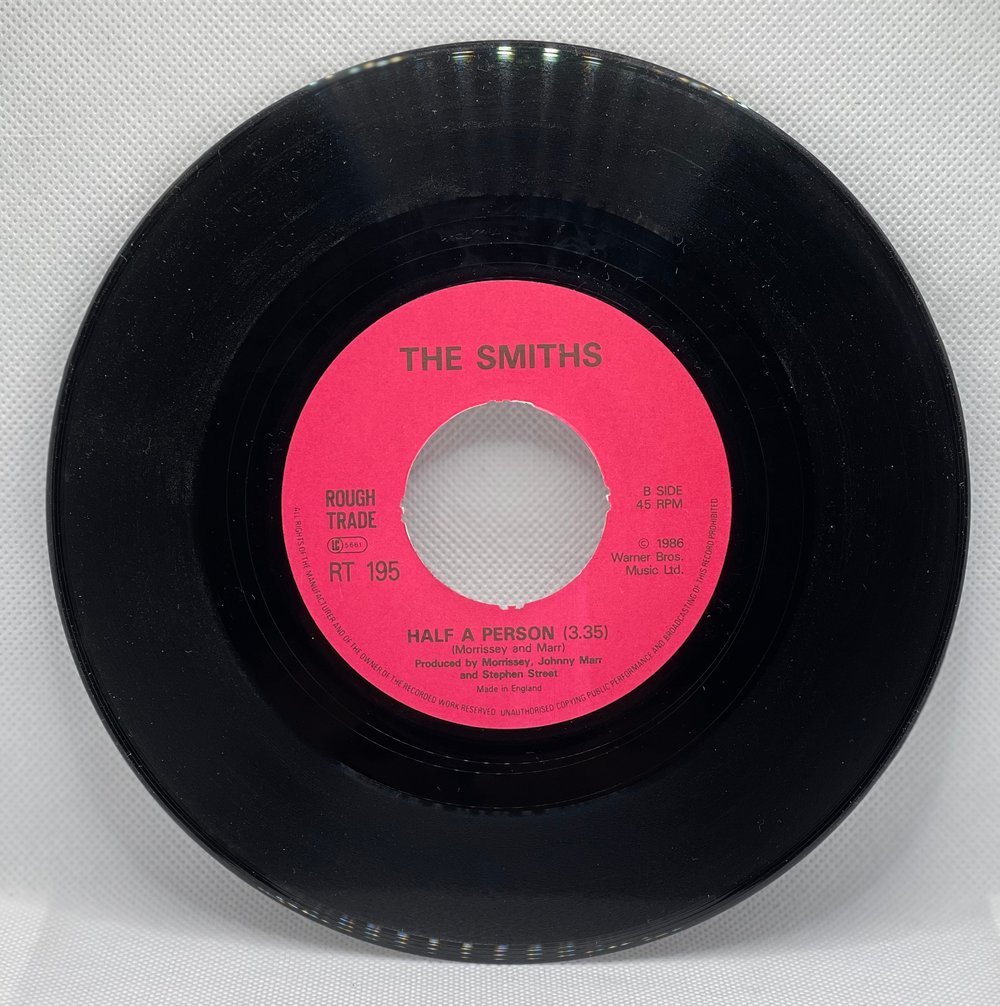 THE SMITHS
ROUGH
TRADE
LC 5661
RT 195
B SIDE
45 RPM
© 1986
Warner Bros.
Music Ltd.
HALF A PERSON (3.35)
(Morrissey and Marr)
Produced by Morrissey, Johnny Marr
and Stephen Street
Made in England
ALL RIGHTS OF THE MANUFACTURER AND OF THE OWNER OF THE RECORDED WORK RESERVED. UNAUTHORISED COPYING PUBLIC PERFORMANCE AND BROADCASTING OF THIS RECORD PROHIBITED